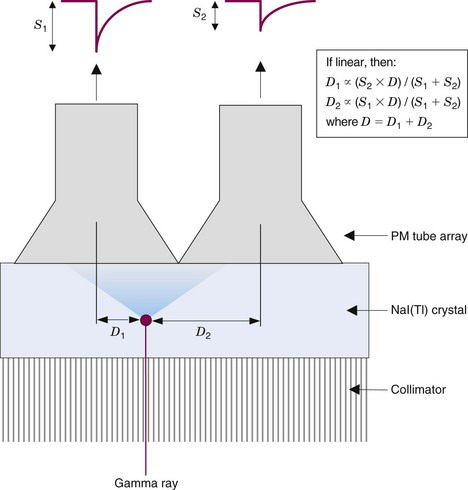 S₁
S₂
If linear, then:
D₁ ∝ (S₂ × D) / (S₁ + S₂)
D₂ ∝ (S₁ × D) / (S₁ + S₂)
where D = D₁ + D₂
PM tube array
NaI(Tl) crystal
D₁
D₂
Collimator
Gamma ray